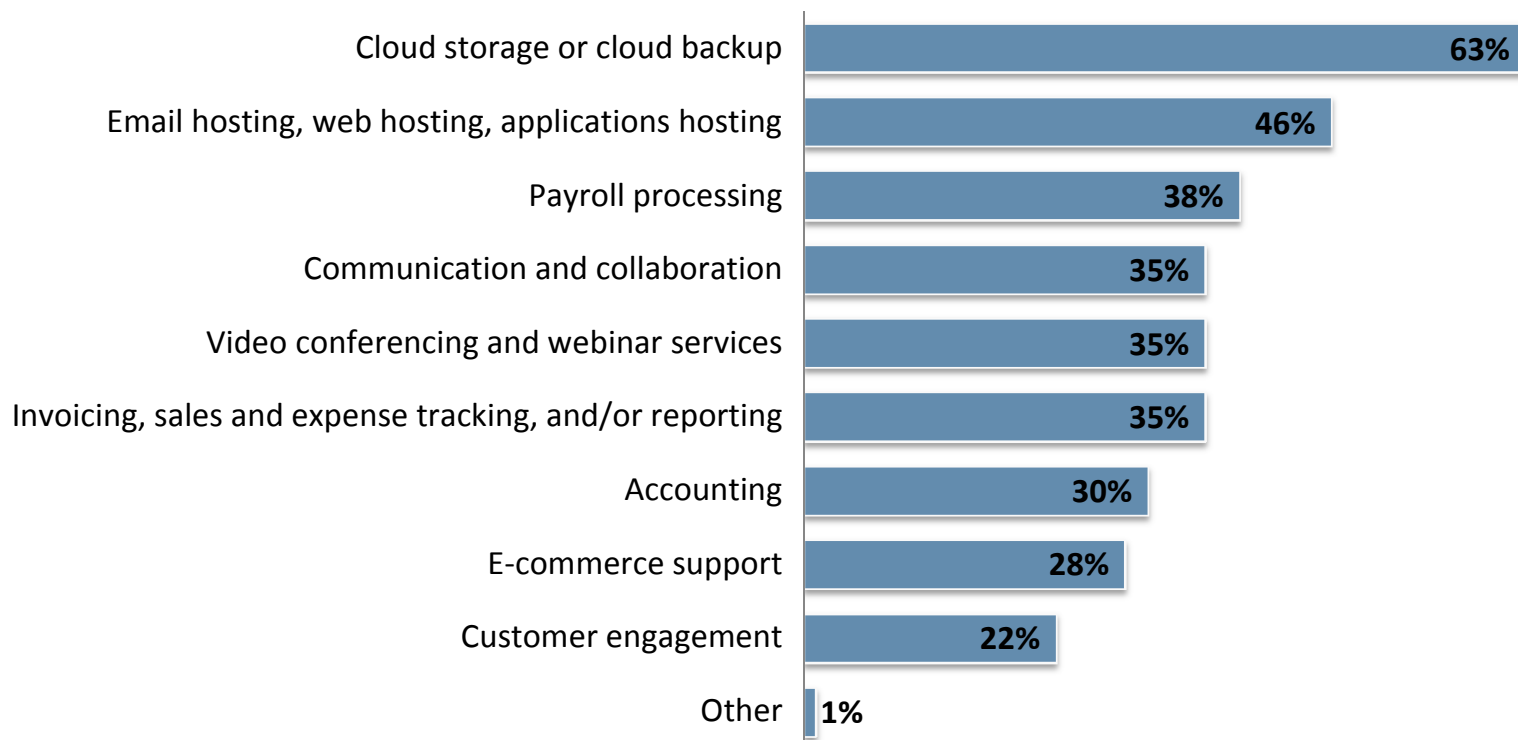 Cloud storage or cloud backup 63%
Email hosting, web hosting, applications hosting 46%
Payroll processing 38%
Communication and collaboration 35%
Video conferencing and webinar services 35%
Invoicing, sales and expense tracking, and/or reporting 35%
Accounting 30%
E-commerce support 28%
Customer engagement 22%
Other 1%